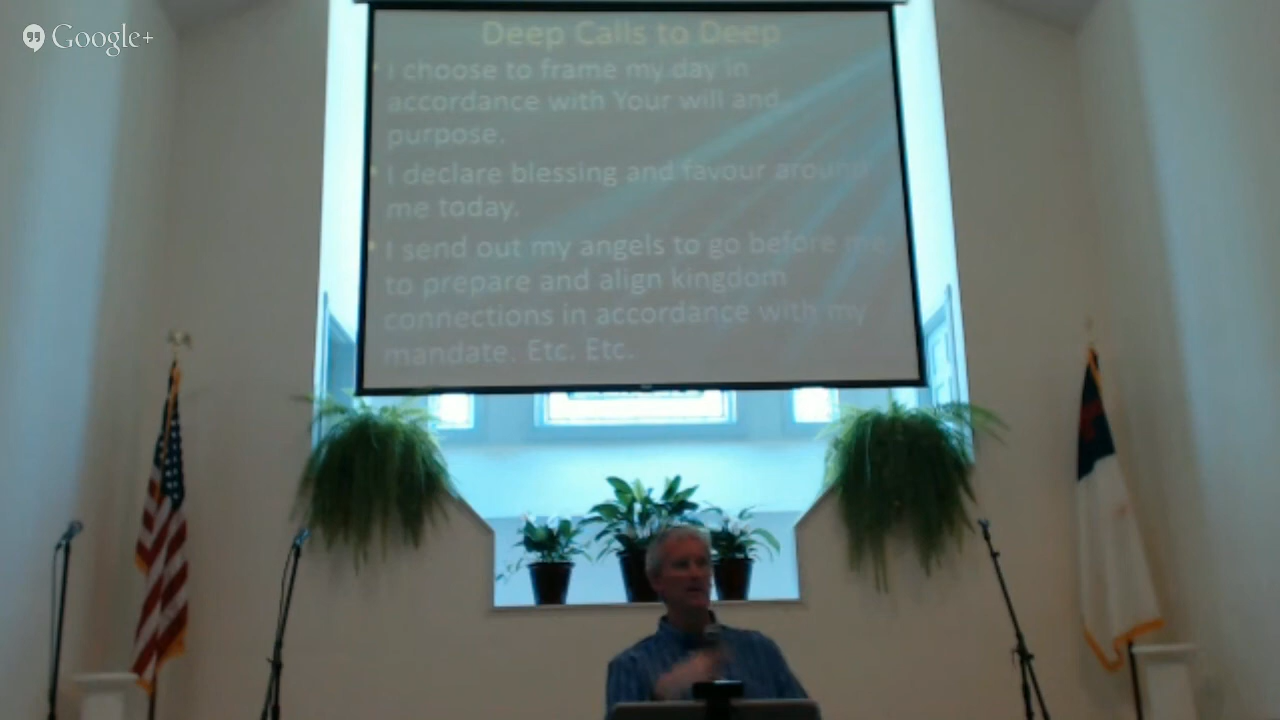 Google+
Deep Calls to Deep
I choose to frame my day in
accordance with Your will and
purpose.
I declare blessing and favour around
me today.
I send out my angels to go before me
to prepare and align kingdom
connections in accordance with my
mandate. Etc. Etc.